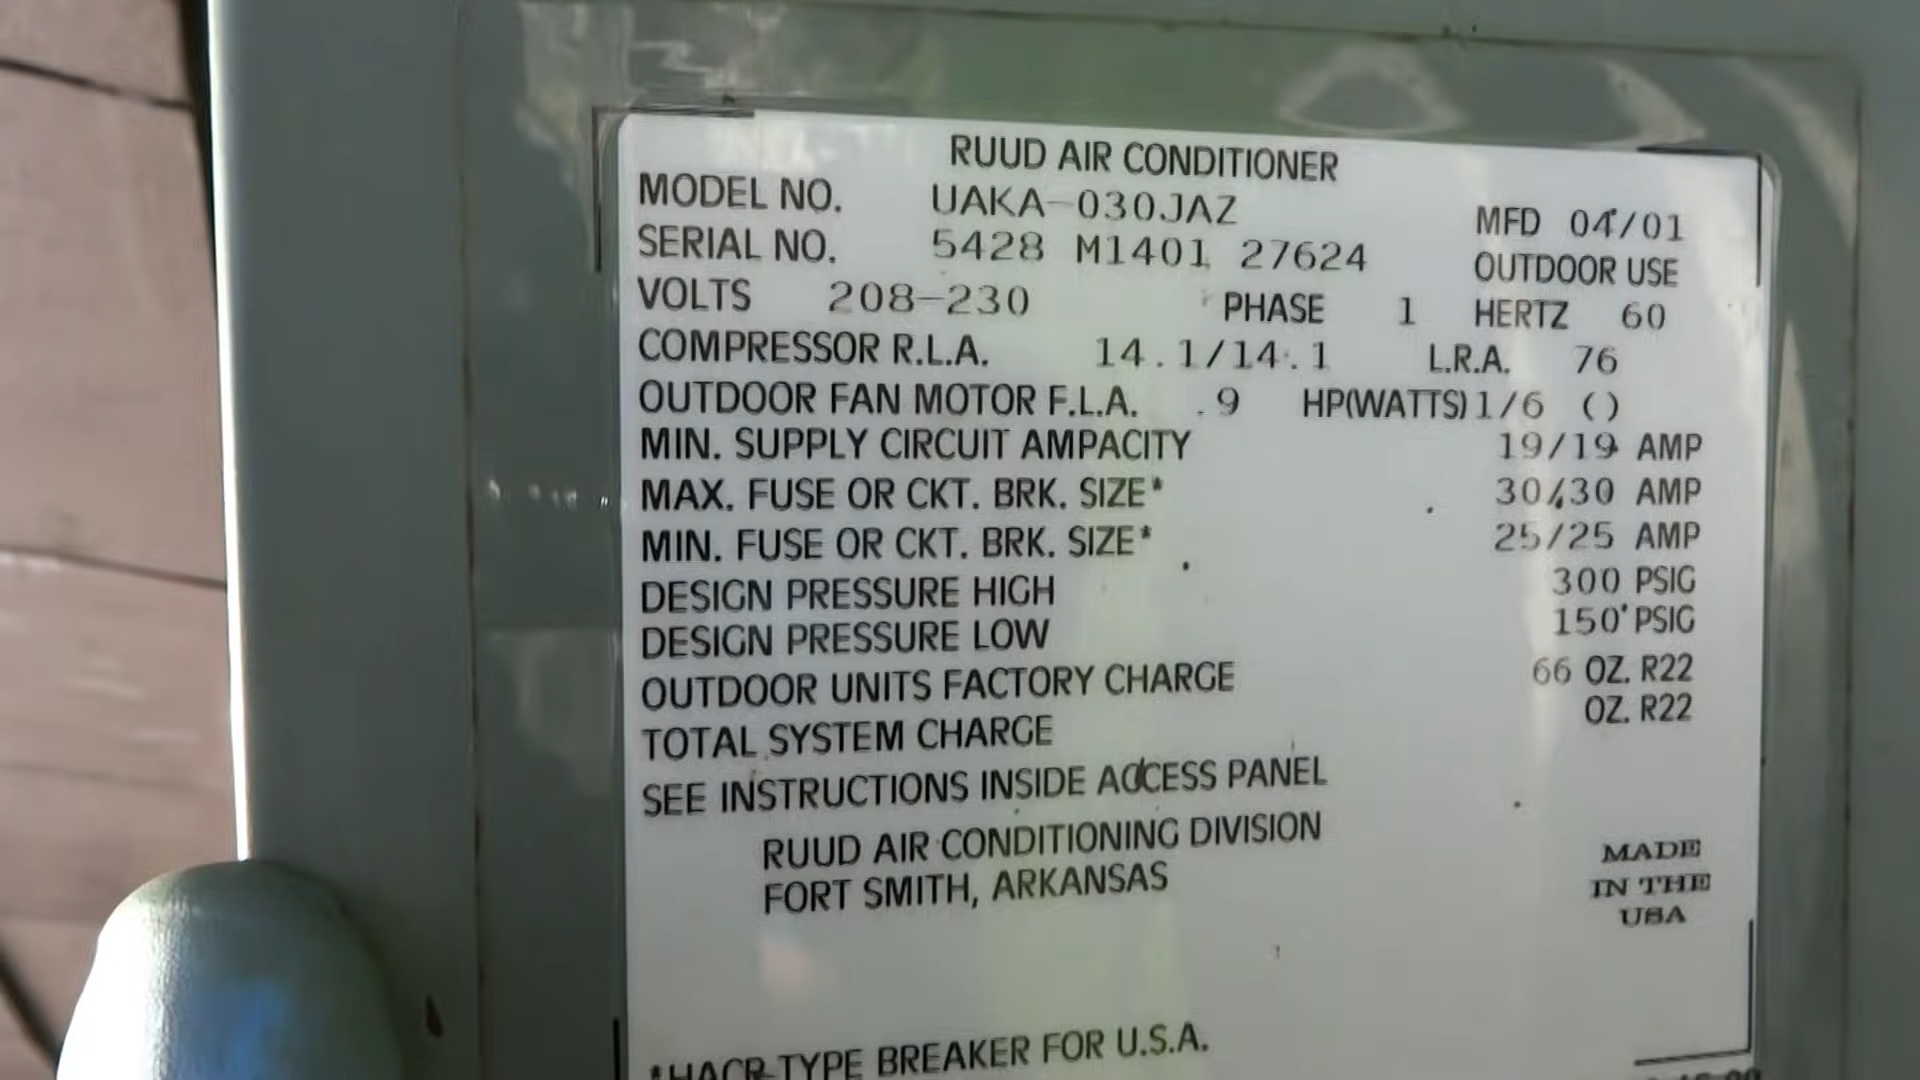 RUUD AIR CONDITIONER
MODEL NO. UAKA-030JAZ MFD 04/01
SERIAL NO. 5428 M1401 27624 OUTDOOR USE
VOLTS 208-230 PHASE 1 HERTZ 60
COMPRESSOR R.L.A. 14.1/14.1 L.R.A. 76
OUTDOOR FAN MOTOR F.L.A. .9 HP(WATTS) 1/6 ()
MIN. SUPPLY CIRCUIT AMPACITY 19/19 AMP
MAX. FUSE OR CKT. BRK. SIZE* 30/30 AMP
MIN. FUSE OR CKT. BRK. SIZE* 25/25 AMP
DESIGN PRESSURE HIGH 300 PSIG
DESIGN PRESSURE LOW 150 PSIG
OUTDOOR UNITS FACTORY CHARGE 66 OZ. R22
TOTAL SYSTEM CHARGE OZ. R22
SEE INSTRUCTIONS INSIDE ACCESS PANEL
RUUD AIR CONDITIONING DIVISION
FORT SMITH, ARKANSAS
MADE
IN THE
USA
*HACR-TYPE BREAKER FOR U.S.A.